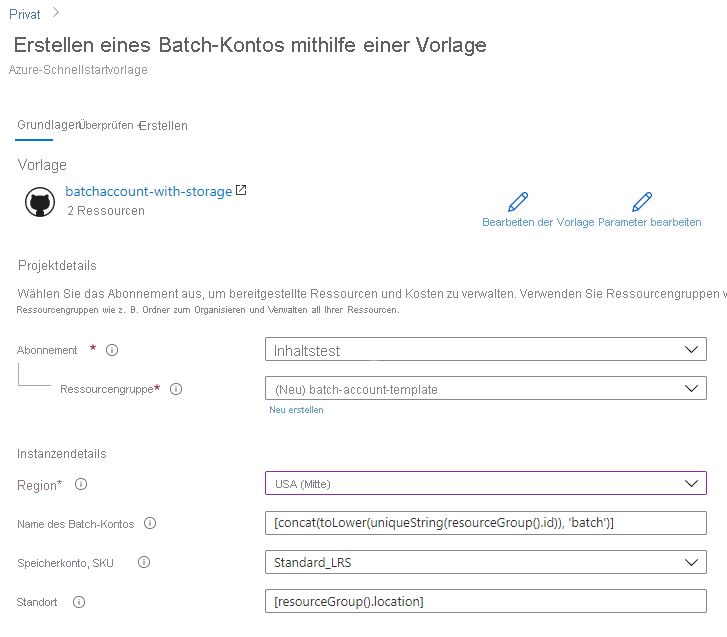 Privat
Erstellen eines Batch-Kontos mithilfe einer Vorlage
Azure-Schnellstartvorlage
Grundlagen Überprüfen + Erstellen
Vorlage
batchaccount-with-storage
2 Ressourcen
Bearbeiten der Vorlage Parameter bearbeiten
Projektdetails
Wählen Sie das Abonnement aus, um bereitgestellte Ressourcen und Kosten zu verwalten. Verwenden Sie Ressourcengruppen
Ressourcengruppen wie z. B. Ordner zum Organisieren und Verwalten all Ihrer Ressourcen.
Abonnement * Inhaltstest
Ressourcengruppe* (Neu) batch-account-template
Neu erstellen
Instanzendetails
Region* USA (Mitte)
Name des Batch-Kontos [concat(toLower(uniqueString(resourceGroup().id)), 'batch')]
Speicherkonto, SKU Standard_LRS
Standort [resourceGroup().location]